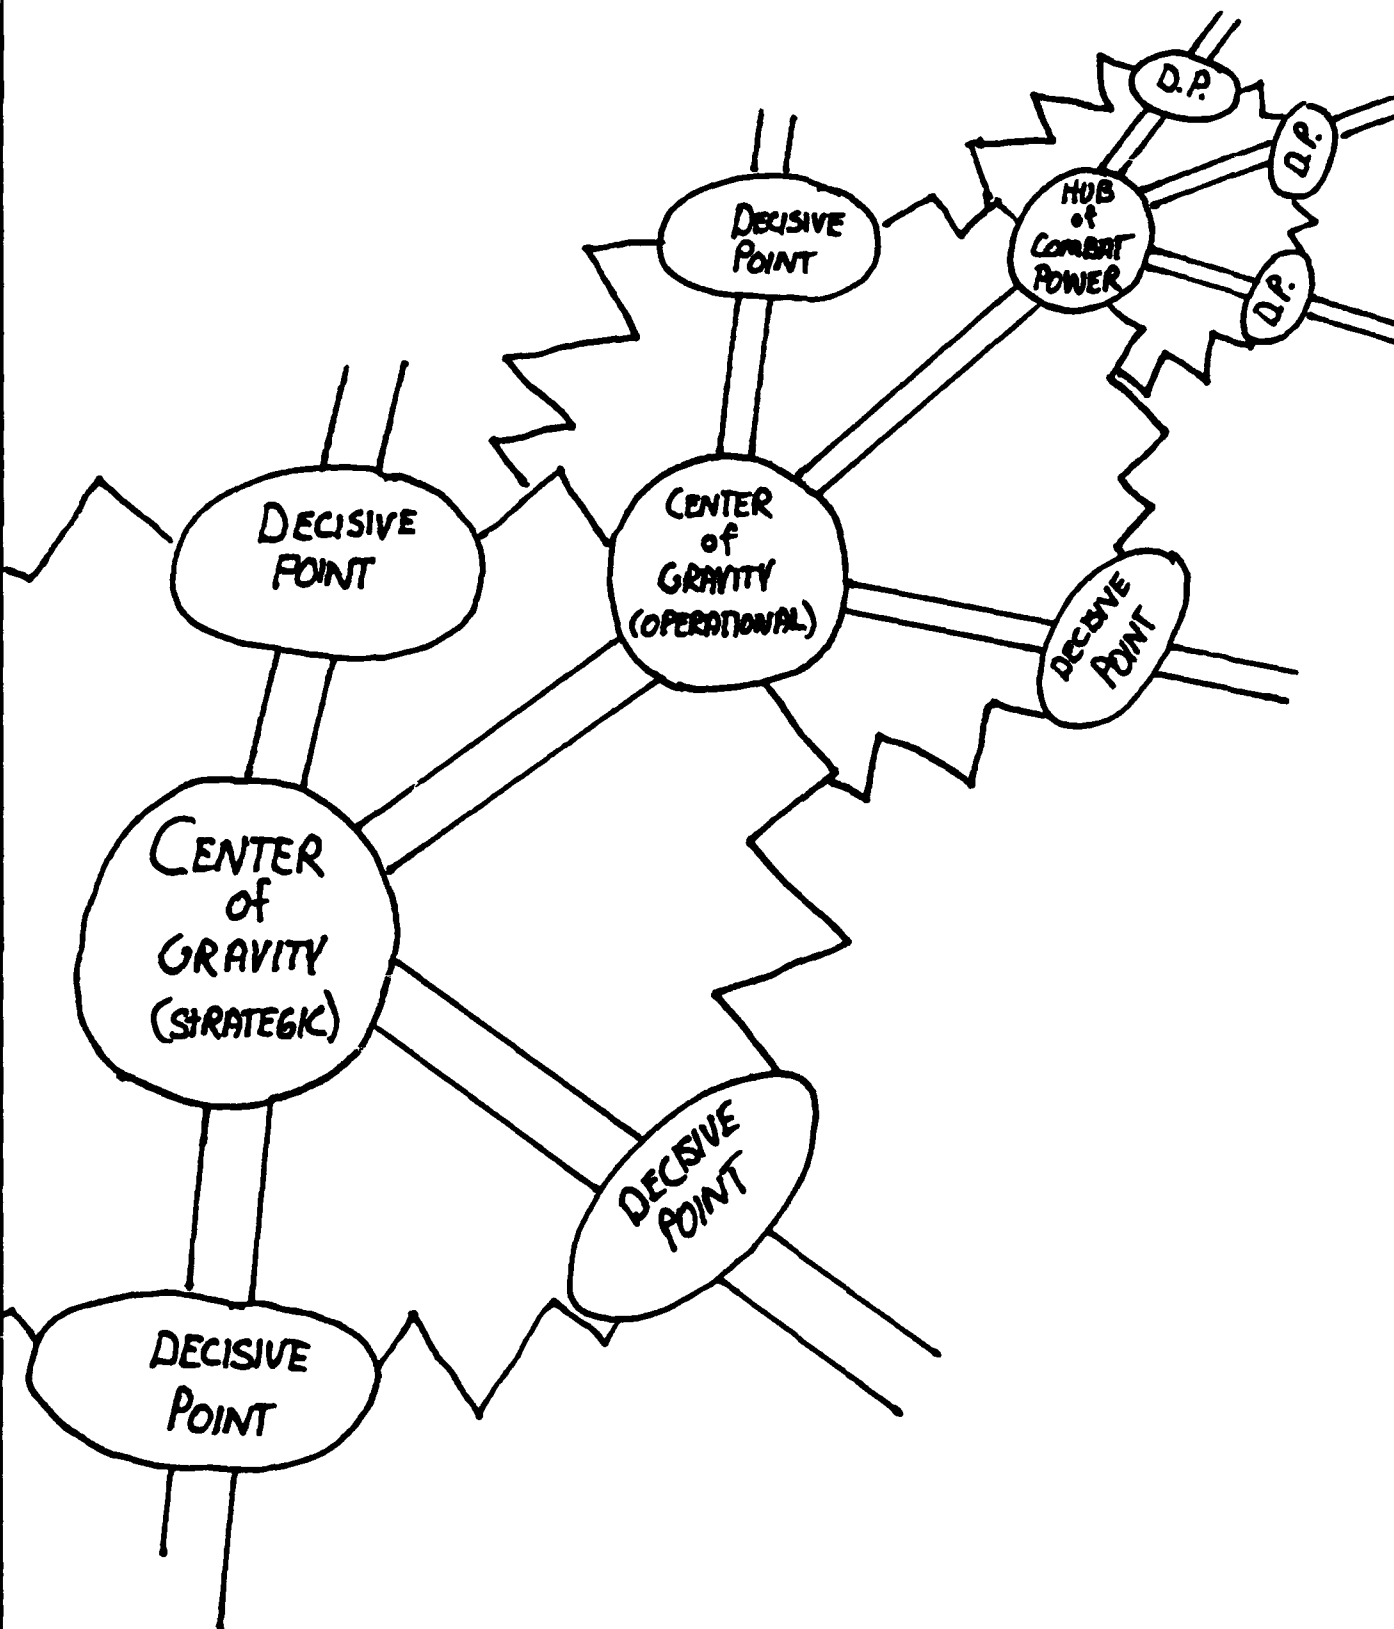 D.P.
D.P.
HUB
of
COMBAT
POWER
D.P.
DECISIVE
POINT
CENTER
of
GRAVITY
(OPERATIONAL)
DECISIVE
POINT
DECISIVE
POINT
CENTER
of
GRAVITY
(StRATEGIC)
DECISIVE
POINT
DECISIVE
POINT